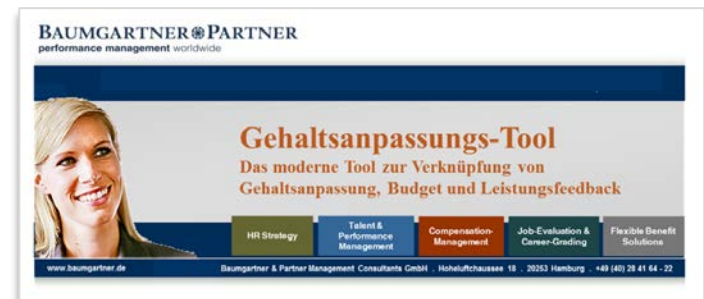 BAUMGARTNER PARTNER
performance management worldwide
Gehaltsanpassungs-Tool
Das moderne Tool zur Verknüpfung von
Gehaltsanpassung, Budget und Leistungsfeedback
HR Strategy
Talent &
Performance
Management
Compensation-
Management
Job-Evaluation &
Career-Grading
Flexible Benefit
Solutions
www.baumgartner.de
Baumgartner & Partner Management Consultants GmbH . Hoheluftchaussee 18 . 20253 Hamburg . +49 (40) 28 41 64 - 22